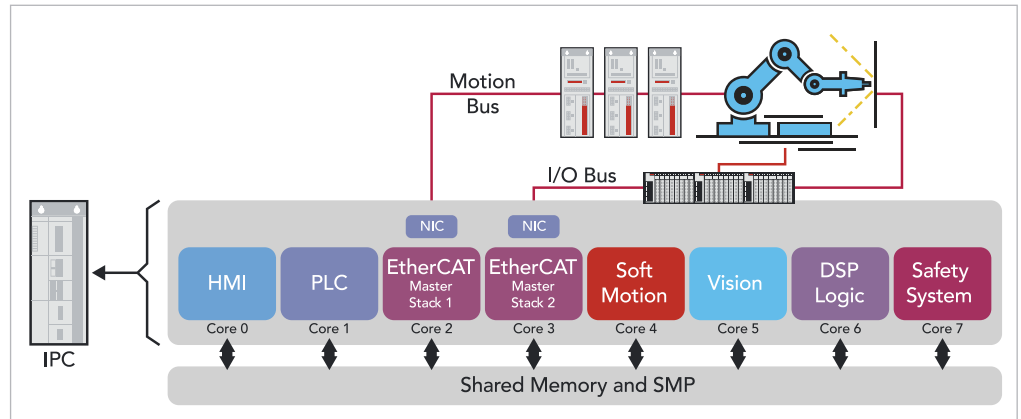 Motion
Bus
I/O Bus
NIC
NIC
HMI
PLC
EtherCAT
Master
Stack 1
EtherCAT
Master
Stack 2
Soft
Motion
Vision
DSP
Logic
Safety
System
Core 0
Core 1
Core 2
Core 3
Core 4
Core 5
Core 6
Core 7
IPC
Shared Memory and SMP